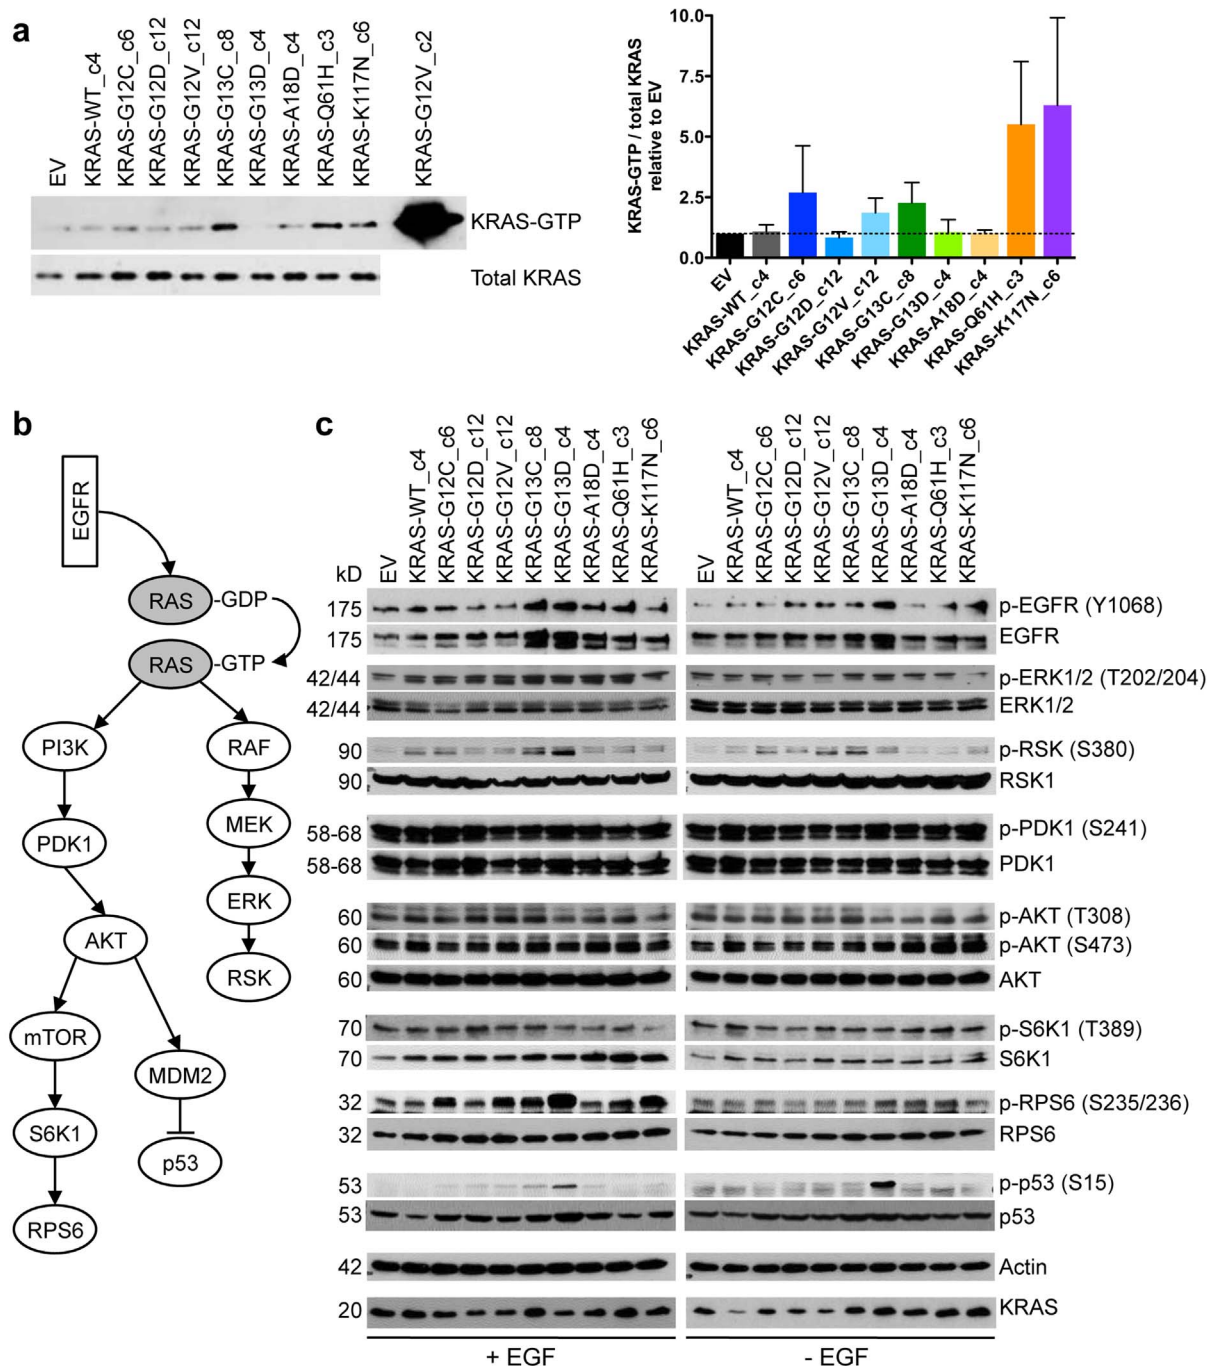 a
EV
KRAS-WT_c4
KRAS-G12C_c6
KRAS-G12D_c12
KRAS-G12V_c12
KRAS-G13C_c8
KRAS-G13D_c4
KRAS-A18D_c4
KRAS-Q61H_c3
KRAS-K117N_c6
KRAS-G12V_c2
KRAS-GTP
Total KRAS
KRAS-GTP / total KRAS
relative to EV
10.0
7.5
5.0
2.5
0.0
EV
KRAS-WT_c4
KRAS-G12C_c6
KRAS-G12D_c12
KRAS-G12V_c12
KRAS-G13C_c8
KRAS-G13D_c4
KRAS-A18D_c4
KRAS-Q61H_c3
KRAS-K117N_c6
b
EGFR
RAS -GDP
RAS -GTP
PI3K
RAF
PDK1
MEK
ERK
AKT
RSK
mTOR
MDM2
S6K1
p53
RPS6
c
kD
EV
KRAS-WT_c4
KRAS-G12C_c6
KRAS-G12D_c12
KRAS-G12V_c12
KRAS-G13C_c8
KRAS-G13D_c4
KRAS-A18D_c4
KRAS-Q61H_c3
KRAS-K117N_c6
EV
KRAS-WT_c4
KRAS-G12C_c6
KRAS-G12D_c12
KRAS-G12V_c12
KRAS-G13C_c8
KRAS-G13D_c4
KRAS-A18D_c4
KRAS-Q61H_c3
KRAS-K117N_c6
175 p-EGFR (Y1068)
175 EGFR
42/44 p-ERK1/2 (T202/204)
42/44 ERK1/2
90 p-RSK (S380)
90 RSK1
58-68 p-PDK1 (S241)
58-68 PDK1
60 p-AKT (T308)
60 p-AKT (S473)
60 AKT
70 p-S6K1 (T389)
70 S6K1
32 p-RPS6 (S235/236)
32 RPS6
53 p-p53 (S15)
53 p53
42 Actin
20 KRAS
+ EGF
- EGF